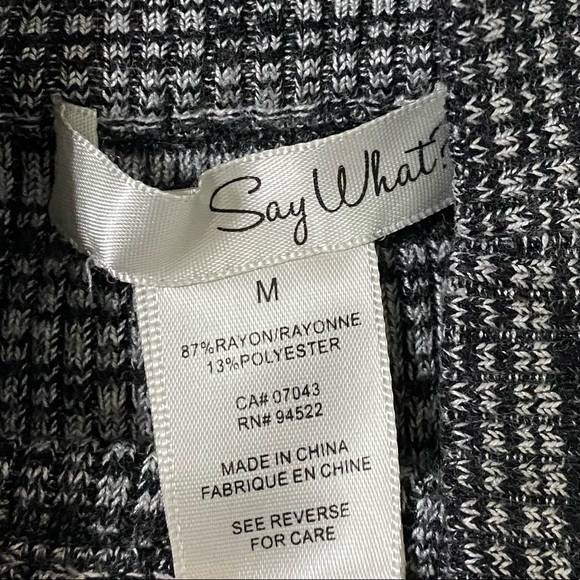 Say What?
M
87%RAYON/RAYONNE
13%POLYESTER
CA# 07043
RN# 94522
MADE IN CHINA
FABRIQUE EN CHINE
SEE REVERSE
FOR CARE